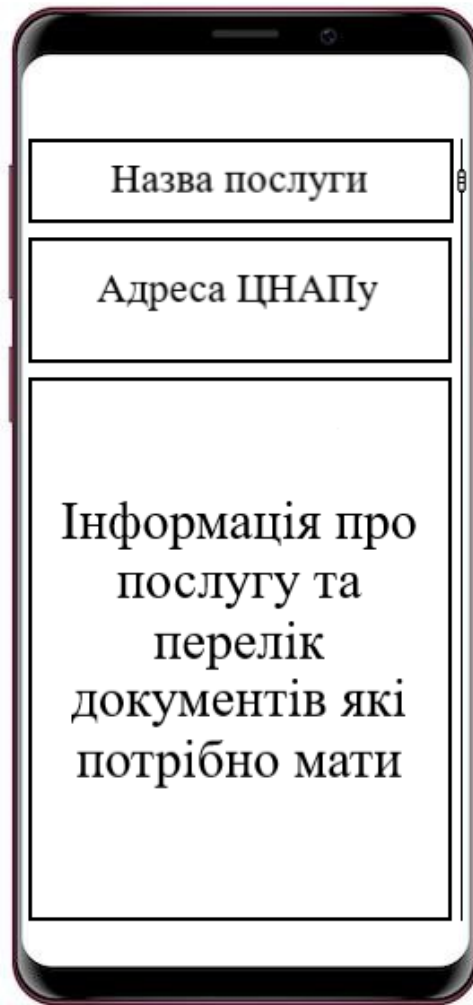 Назва послуги
Адреса ЦНАПу
Інформація про
послугу та
перелік
документів які
потрібно мати